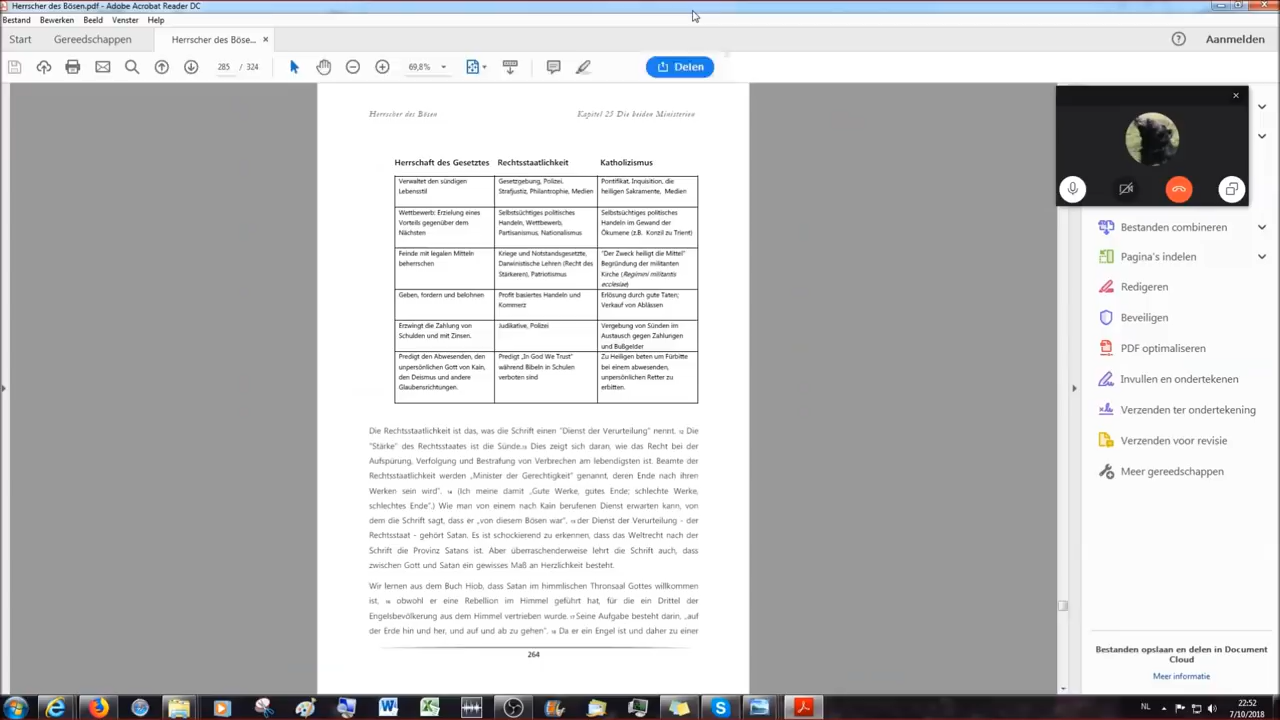 Herrscher des Bösen.pdf - Adobe Acrobat Reader DC
Bestand Bewerken Beeld Venster Help
Start Gereedschappen Herrscher des Böse... × Aanmelden
285 / 324 69,8% Delen
Herrscher des Bösen Kapitel 23 Die beiden Ministerien
Herrschaft des Gesetztes Rechtsstaatlichkeit Katholizismus
Verwaltet den sündigen Gesetzgebung, Polizei, Pontifikat, Inquisition, die
Lebensstil Strafjustiz, Philantrophie, Medien heiligen Sakramente, Medien
Wettbewerb: Erzielung eines Selbstsüchtiges politisches Selbstsüchtiges politisches
Vorteils gegenüber dem Handeln, Wettbewerb, Handeln im Gewand der
Nächsten Partisanismus, Nationalismus Ökumene (z.B. Konzil zu Trient)
Feinde mit legalen Mitteln Kriege und Notstandsgesetzte, "Der Zweck heiligt die Mittel"
beherrschen Darwinistische Lehren (Recht des Begründung der militanten
Stärkeren), Patriotismus Kirche (Regimini militantis
ecclesiae)
Geben, fordern und belohnen Profit basiertes Handeln und Erlösung durch gute Taten;
Kommerz Verkauf von Ablässen
Erzwingt die Zahlung von Judikative, Polizei Vergebung von Sünden im
Schulden und mit Zinsen. Austausch gegen Zahlungen
und Bußgelder
Predigt den Abwesenden, den Predigt „In God We Trust" Zu Heiligen beten um Fürbitte
unpersönlichen Gott von Kain, während Bibeln in Schulen bei einem abwesenden,
den Deismus und andere verboten sind unpersönlichen Retter zu
Glaubensrichtungen. erbitten.
Die Rechtsstaatlichkeit ist das, was die Schrift einen "Dienst der Verurteilung" nennt. 12 Die
"Stärke" des Rechtsstaates ist die Sünde.13 Dies zeigt sich daran, wie das Recht bei der
Aufspürung, Verfolgung und Bestrafung von Verbrechen am lebendigsten ist. Beamte der
Rechtsstaatlichkeit werden „Minister der Gerechtigkeit" genannt, deren Ende nach ihren
Werken sein wird". 14 (Ich meine damit „Gute Werke, gutes Ende; schlechte Werke,
schlechtes Ende".) Wie man von einem nach Kain berufenen Dienst erwarten kann, von
dem die Schrift sagt, dass er „von diesem Bösen war". 15 der Dienst der Verurteilung - der
Rechtsstaat - gehört Satan. Es ist schockierend zu erkennen, dass das Weltrecht nach der
Schrift die Provinz Satans ist. Aber überraschenderweise lehrt die Schrift auch, dass
zwischen Gott und Satan ein gewisses Maß an Herzlichkeit besteht.
Wir lernen aus dem Buch Hiob, dass Satan im himmlischen Thronsaal Gottes willkommen
ist, 16 obwohl er eine Rebellion im Himmel geführt hat, für die ein Drittel der
Engelsbevölkerung aus dem Himmel vertrieben wurde. 17 Seine Aufgabe besteht darin, „auf
der Erde hin und her, und auf und ab zu gehen". 18 Da er ein Engel ist und daher zu einer
264
Bestanden combineren
Pagina's indelen
Redigeren
Beveiligen
PDF optimaliseren
Invullen en ondertekenen
Verzenden ter ondertekening
Verzenden voor revisie
Meer gereedschappen
Bestanden opslaan en delen in Document
Cloud
Meer informatie
NL 22:52
7/10/2018